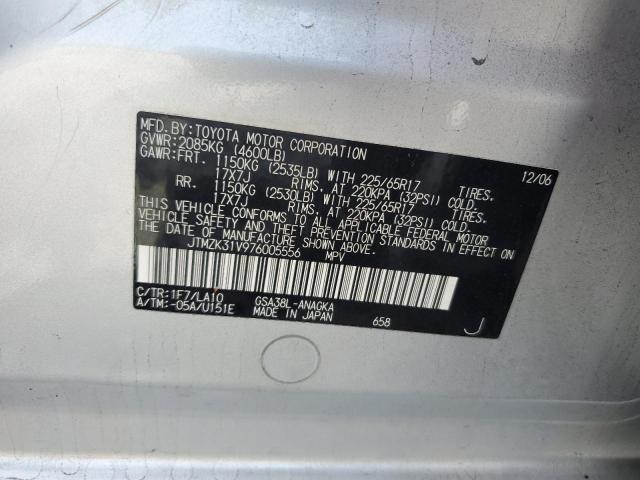 MFD. BY: TOYOTA MOTOR CORPORATION 12/06
GVWR: 2085KG (4600LB)
GAWR: FRT. 1150KG (2535LB) WITH 225/65R17 TIRES,
17X7J RIMS, AT 220KPA (32PSI) COLD.
RR. 1150KG (2530LB) WITH 225/65R17 TIRES,
17X7J RIMS, AT 220KPA (32PSI) COLD.
THIS VEHICLE CONFORMS TO ALL APPLICABLE FEDERAL MOTOR
VEHICLE SAFETY AND THEFT PREVENTION STANDARDS IN EFFECT ON
THE DATE OF MANUFACTURE SHOWN ABOVE.
JTMZK31V976005556 MPV
C/TR: 1F7/LA10 GSA38L-ANAGKA
A/TM: -05A/U151E MADE IN JAPAN 658 J